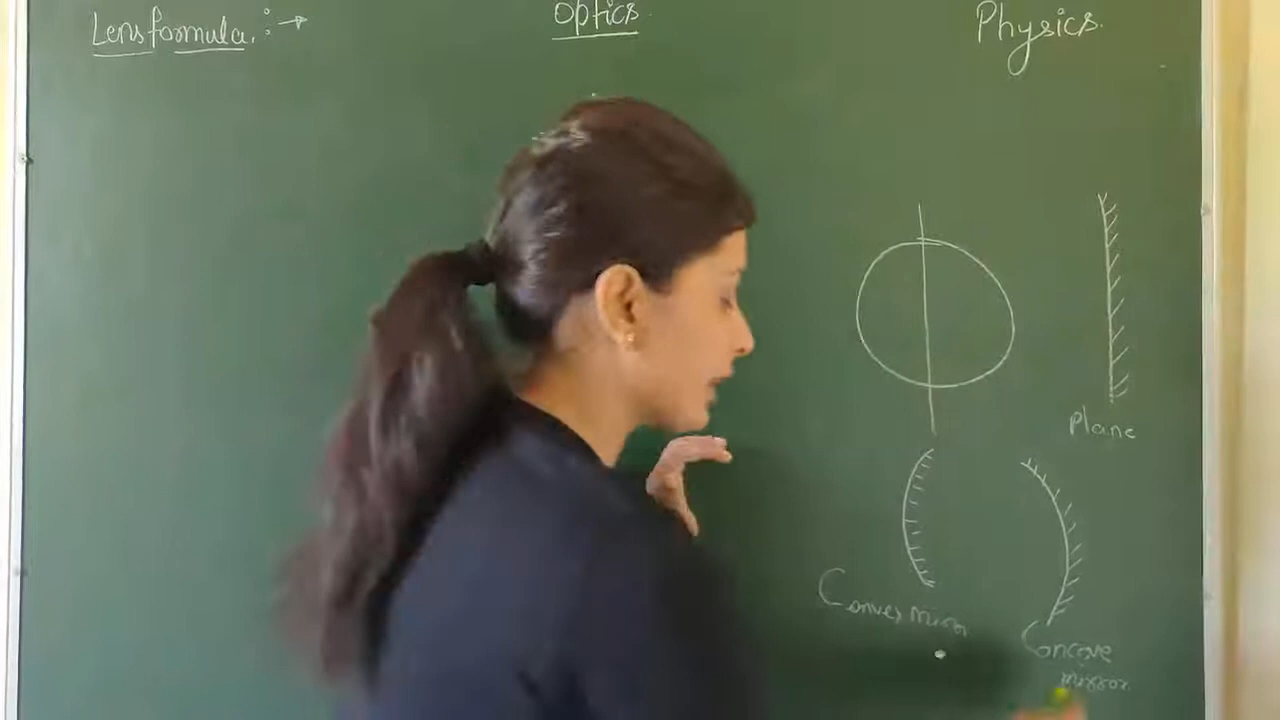 Lens formula :→
Optics
Physics
Plane
Convex mirror
Concave
mirror